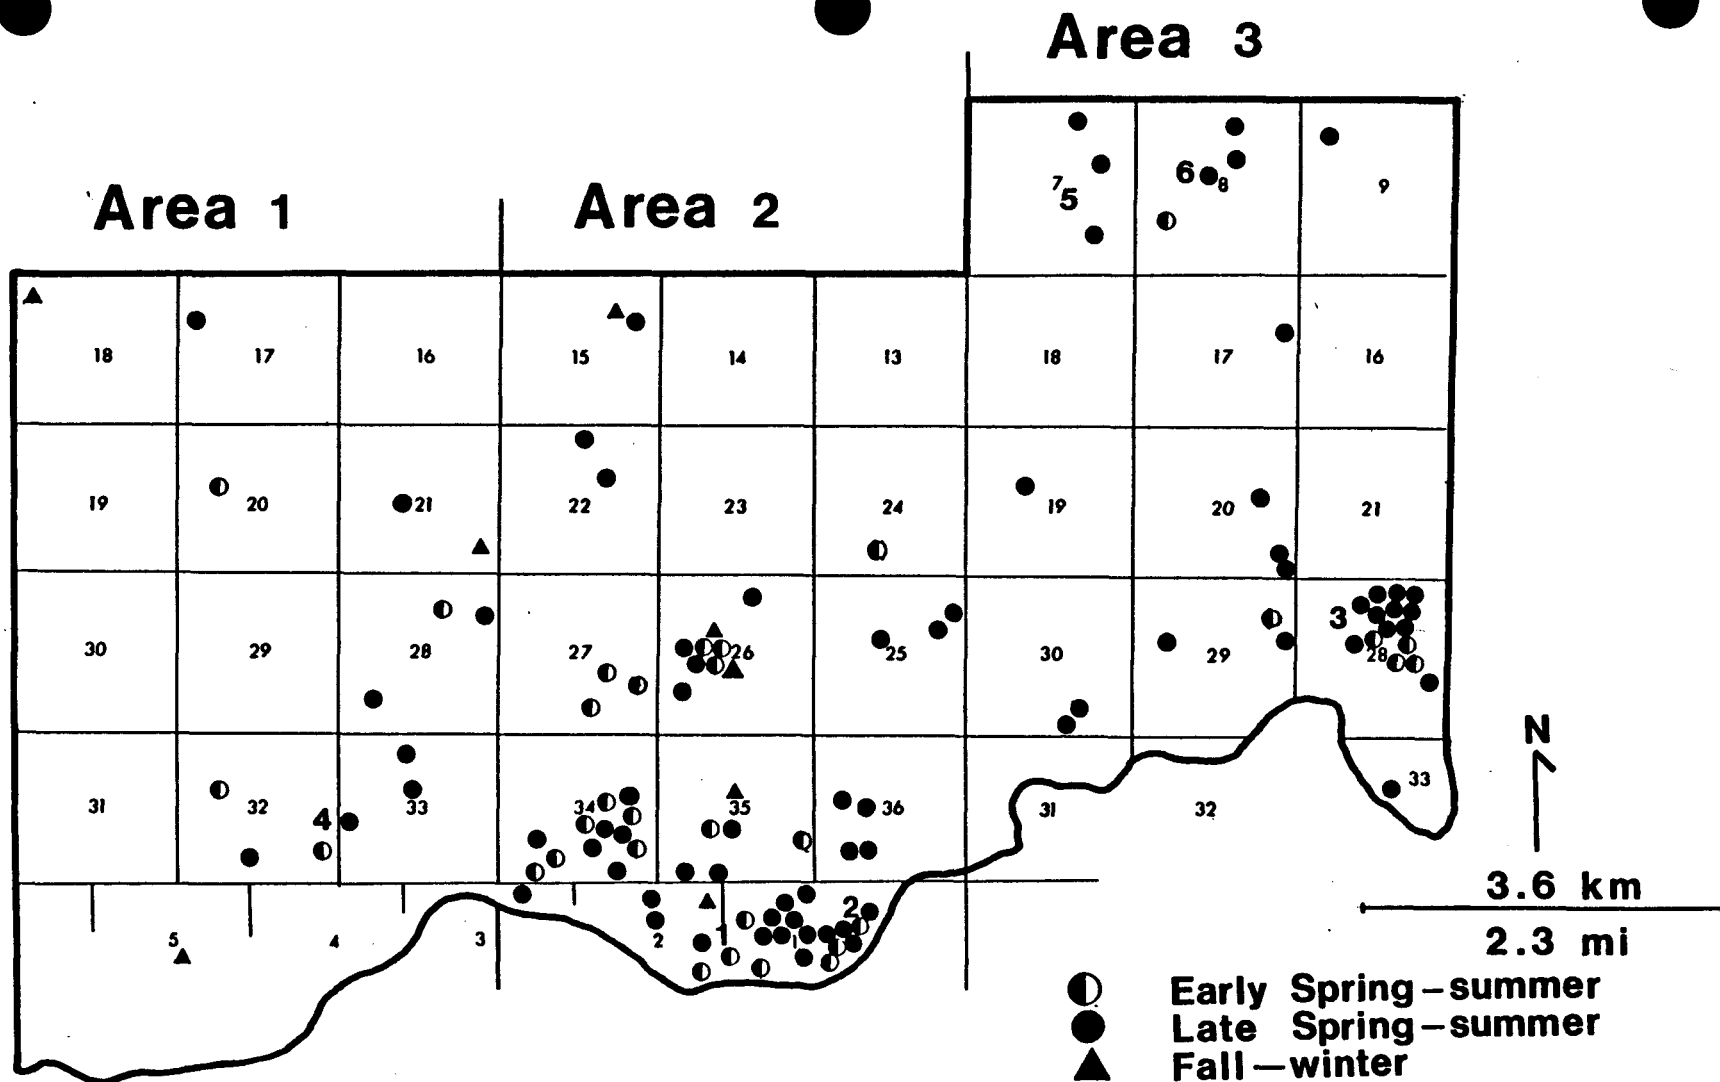 Area 3
7 5 6 8 9
Area 1 Area 2
18 17 16 15 14 13 18 17 16
19 20 21 22 23 24 19 20 21
30 29 28 27 26 25 30 29 3 28
31 32 4 33 34 35 36 31 32 33
5 4 3 2 1 1 2
N
3.6 km
2.3 mi
Early Spring–summer
Late Spring–summer
Fall–winter